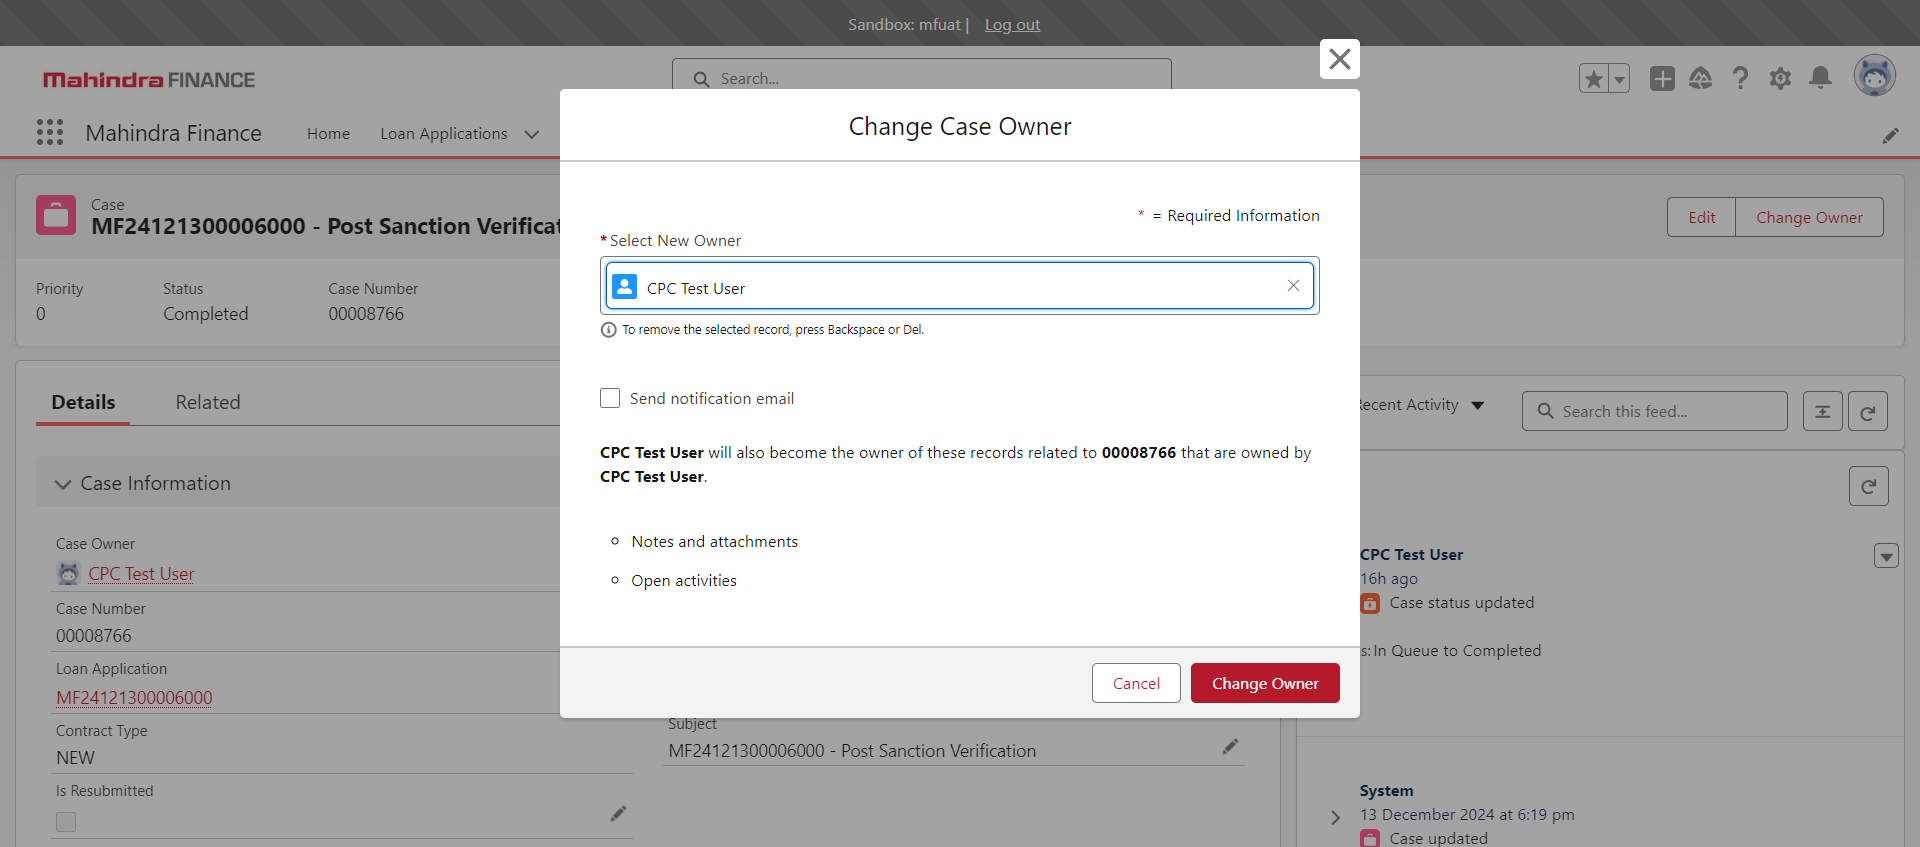 Sandbox: mfuat | Log out
Mahindra FINANCE
Search...
Mahindra Finance
Home
Loan Applications
Case
MF24121300006000 - Post Sanction Verificat
Edit
Change Owner
Priority
0
Status
Completed
Case Number
00008766
Details
Related
Case Information
Case Owner
CPC Test User
Case Number
00008766
Loan Application
MF24121300006000
Contract Type
NEW
Is Resubmitted
Change Case Owner
* = Required Information
* Select New Owner
CPC Test User
To remove the selected record, press Backspace or Del.
Send notification email
CPC Test User will also become the owner of these records related to 00008766 that are owned by
CPC Test User.
Notes and attachments
Open activities
Cancel
Change Owner
Subject
MF24121300006000 - Post Sanction Verification
ecent Activity
Search this feed...
CPC Test User
16h ago
Case status updated
s: In Queue to Completed
System
13 December 2024 at 6:19 pm
Case updated